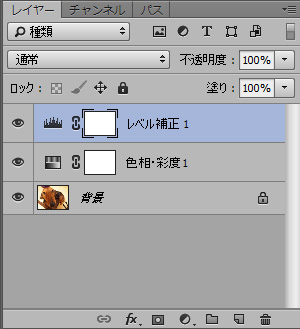 レイヤー チャンネル パス
種類 T
通常 不透明度： 100%
ロック： 塗り： 100%
レベル補正 1
色相・彩度 1
背景
fx.